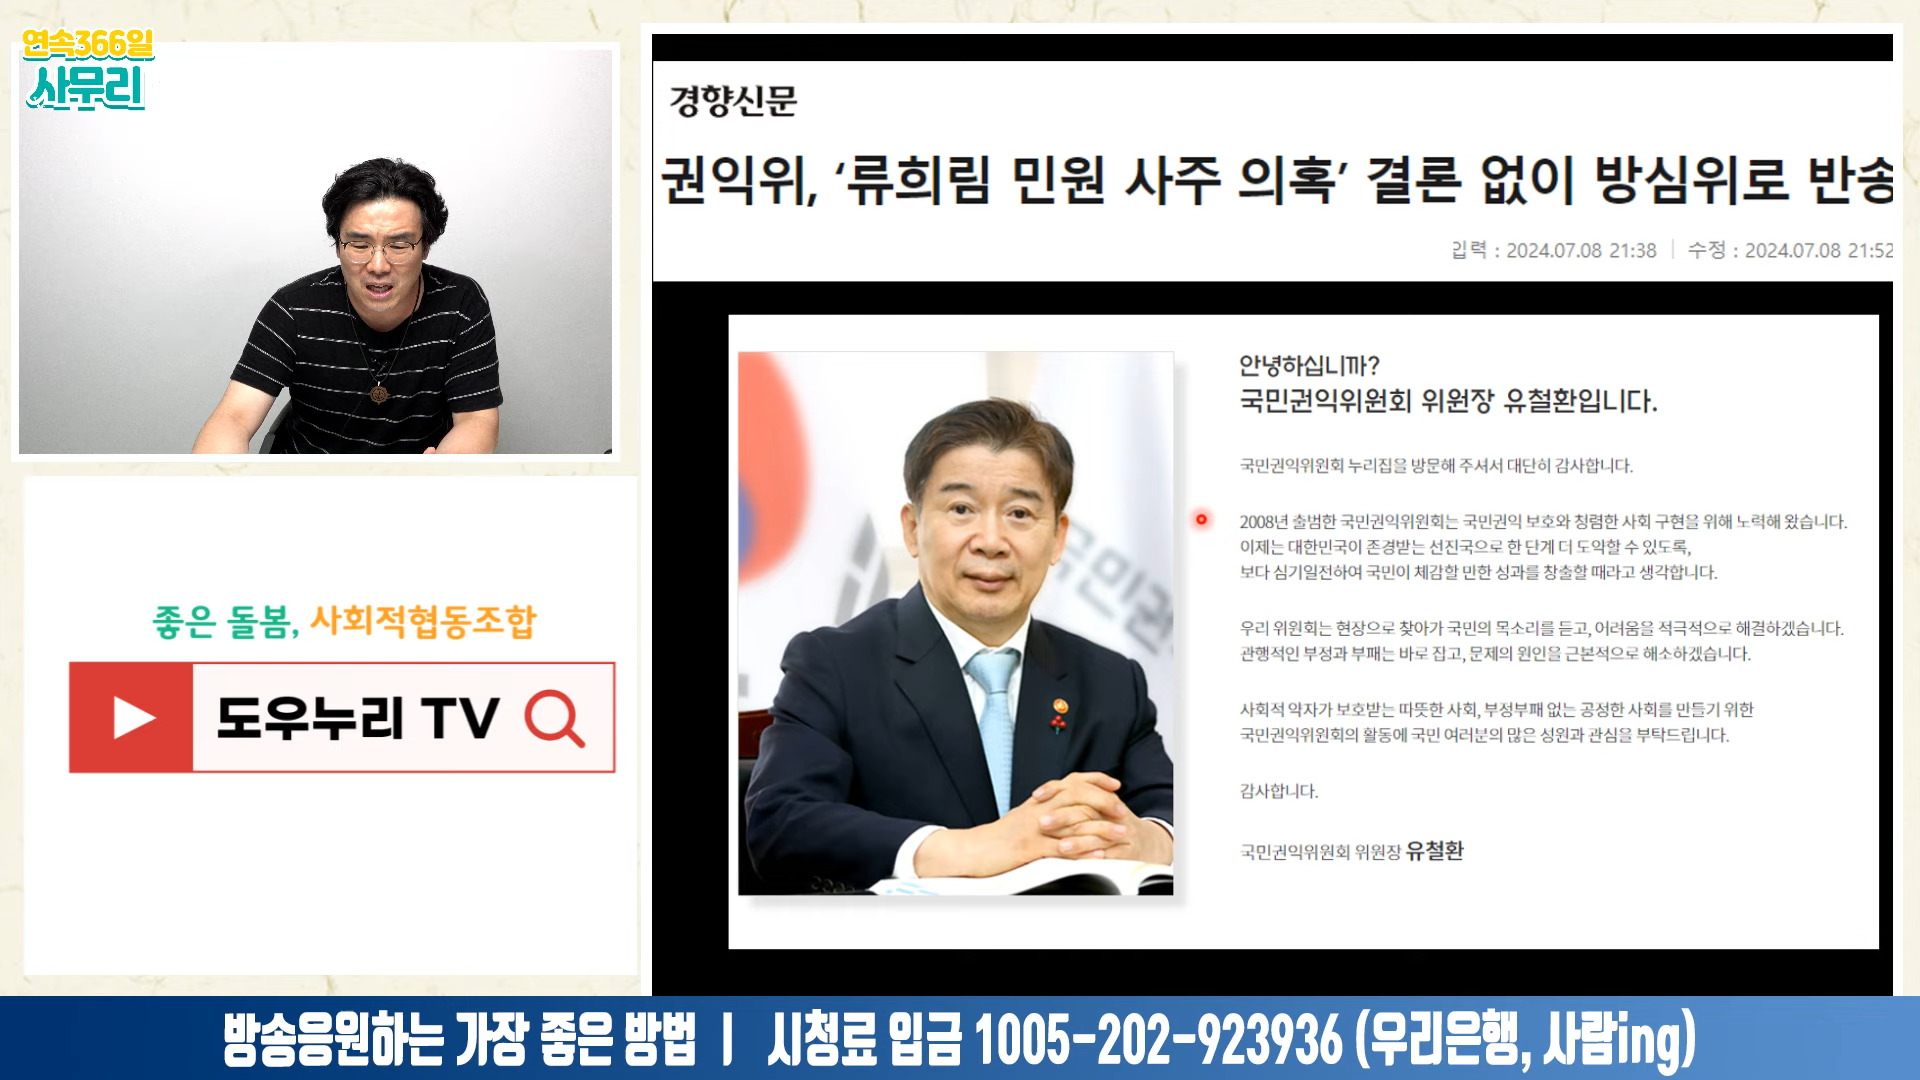 연속366일
사무리
경향신문
권익위, ‘류희림 민원 사주 의혹’ 결론 없이 방심위로 반송
입력 : 2024.07.08 21:38 | 수정 : 2024.07.08 21:52
안녕하십니까?
국민권익위원회 위원장 유철환입니다.
국민권익위원회 누리집을 방문해 주셔서 대단히 감사합니다.
2008년 출범한 국민권익위원회는 국민권익 보호와 청렴한 사회 구현을 위해 노력해 왔습니다.
이제는 대한민국이 존경받는 선진국으로 한 단계 더 도약할 수 있도록,
보다 심기일전하여 국민이 체감할 만한 성과를 창출할 때라고 생각합니다.
우리 위원회는 현장으로 찾아가 국민의 목소리를 듣고, 어려움을 적극적으로 해결하겠습니다.
관행적인 부정과 부패는 바로 잡고, 문제의 원인을 근본적으로 해소하겠습니다.
사회적 약자가 보호받는 따뜻한 사회, 부정부패 없는 공정한 사회를 만들기 위한
국민권익위원회의 활동에 국민 여러분의 많은 성원과 관심을 부탁드립니다.
감사합니다.
국민권익위원회 위원장 유철환
국민권
좋은 돌봄, 사회적협동조합
도우누리 TV
방송응원하는 가장 좋은 방법 | 시청료 입금 1005-202-923936 (우리은행, 사람ing)